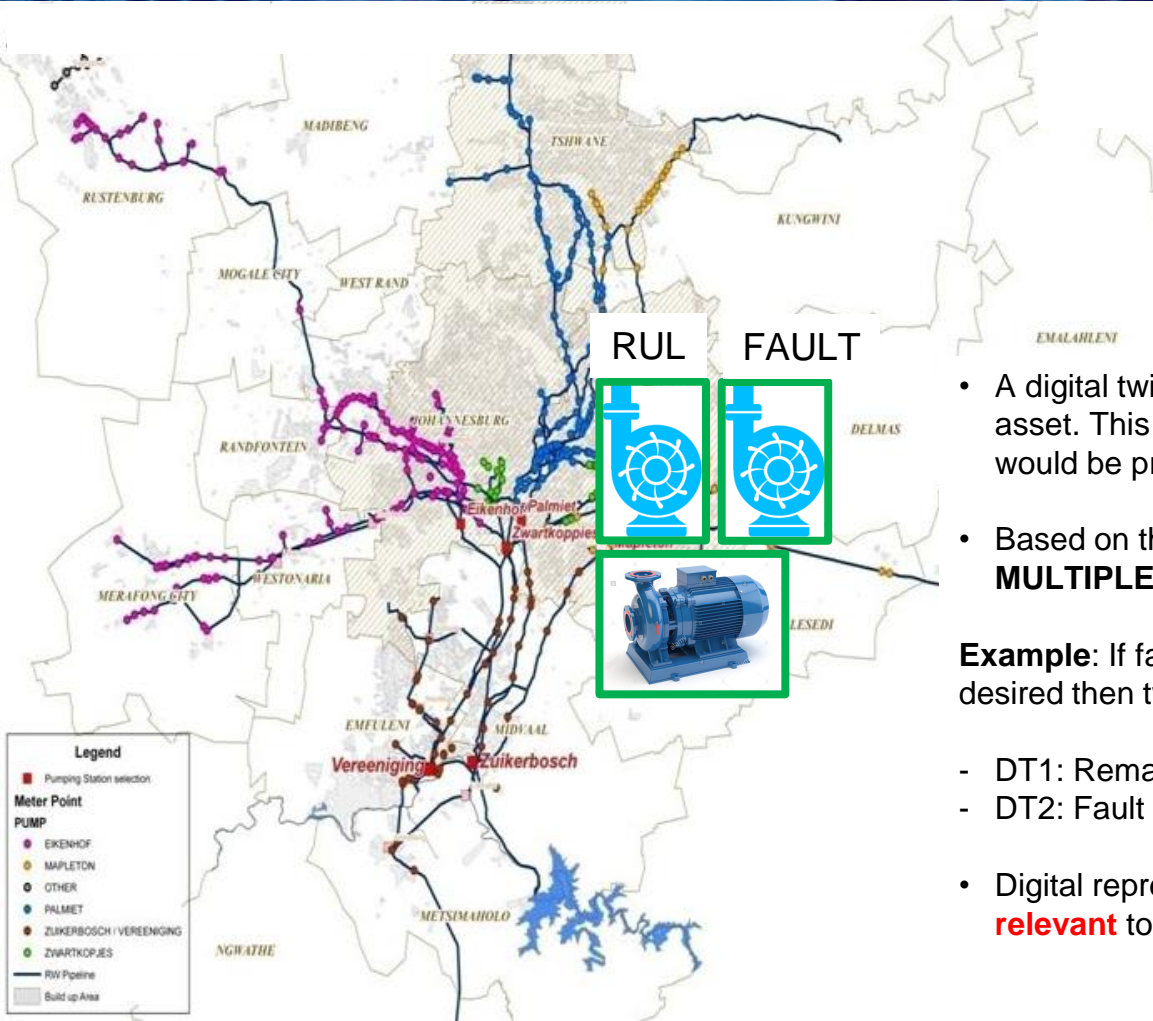 MADIBENG
TSHWANE
RUSTENBURG
KUNGWINI
MOGALE CITY
WEST RAND
EMALAHLENI
RUL FAULT
JOHANNESBURG
RANDFONTEIN
DELMAS
Eikenhof Palmiet
Zwartkoppies
Mapleton
WESTONARIA
MERAFONG CITY
LESEDI
EMFULENI
MIDVAAL
Vereeniging
Zuikerbosch
METSIMAHOLO
NGWATHE
Legend
Pumping Station selection
Meter Point
PUMP
EIKENHOF
MAPLETON
OTHER
PALMIET
ZUIKERBOSCH / VEREENIGING
ZWARTKOPJES
RW Pipeline
Build up Area
• A digital twi
asset. This
would be pr
• Based on th
MULTIPLE
Example: If fa
desired then t
- DT1: Rema
- DT2: Fault
• Digital repre
relevant to